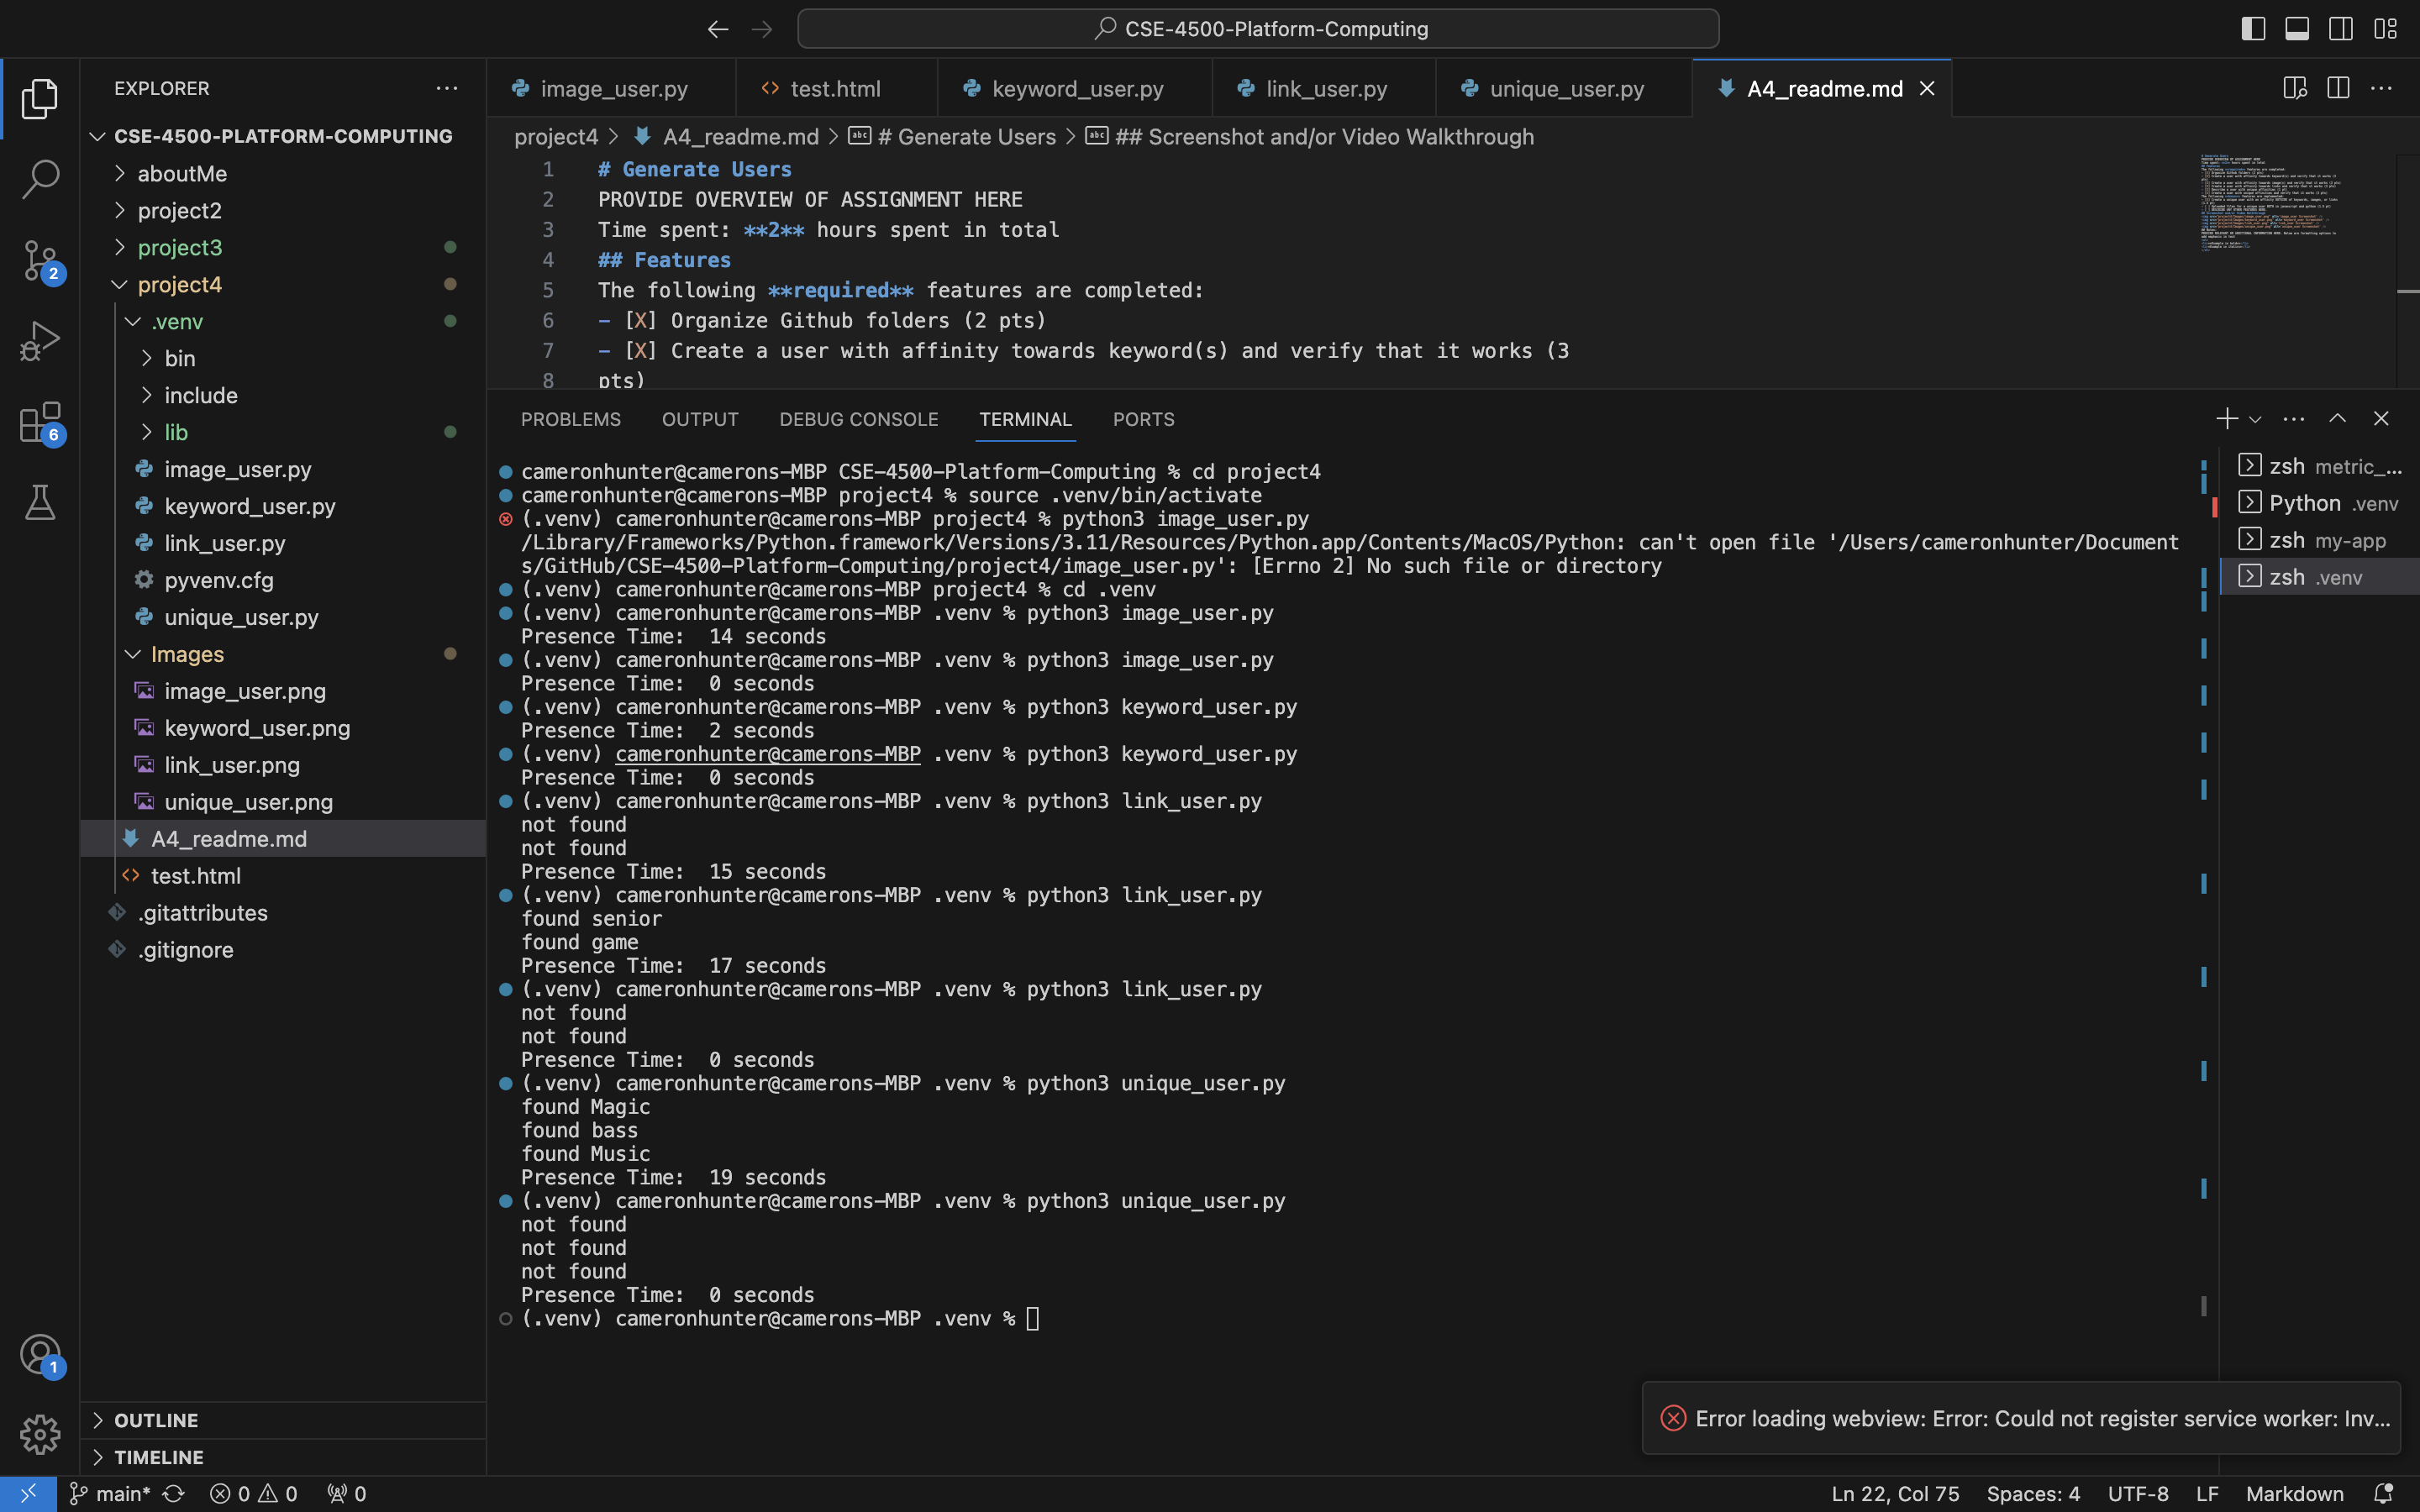 CSE-4500-Platform-Computing
EXPLORER
image_user.py
test.html
keyword_user.py
link_user.py
unique_user.py
A4_readme.md
CSE-4500-PLATFORM-COMPUTING
aboutMe
project2
project3
project4
.venv
bin
include
lib
image_user.py
keyword_user.py
link_user.py
pyvenv.cfg
unique_user.py
Images
image_user.png
keyword_user.png
link_user.png
unique_user.png
A4_readme.md
test.html
.gitattributes
.gitignore
OUTLINE
TIMELINE
2
6
1
project4 > A4_readme.md > # Generate Users > ## Screenshot and/or Video Walkthrough
1 # Generate Users
2 PROVIDE OVERVIEW OF ASSIGNMENT HERE
3 Time spent: **2** hours spent in total
4 ## Features
5 The following **required** features are completed:
6 - [X] Organize Github folders (2 pts)
7 - [X] Create a user with affinity towards keyword(s) and verify that it works (3
8 pts)
PROBLEMS OUTPUT DEBUG CONSOLE TERMINAL PORTS
cameronhunter@camerons-MBP CSE-4500-Platform-Computing % cd project4
cameronhunter@camerons-MBP project4 % source .venv/bin/activate
(.venv) cameronhunter@camerons-MBP project4 % python3 image_user.py
/Library/Frameworks/Python.framework/Versions/3.11/Resources/Python.app/Contents/MacOS/Python: can't open file '/Users/cameronhunter/Document
s/GitHub/CSE-4500-Platform-Computing/project4/image_user.py': [Errno 2] No such file or directory
(.venv) cameronhunter@camerons-MBP project4 % cd .venv
(.venv) cameronhunter@camerons-MBP .venv % python3 image_user.py
Presence Time:  14 seconds
(.venv) cameronhunter@camerons-MBP .venv % python3 image_user.py
Presence Time:  0 seconds
(.venv) cameronhunter@camerons-MBP .venv % python3 keyword_user.py
Presence Time:  2 seconds
(.venv) cameronhunter@camerons-MBP .venv % python3 keyword_user.py
Presence Time:  0 seconds
(.venv) cameronhunter@camerons-MBP .venv % python3 link_user.py
not found
not found
Presence Time:  15 seconds
(.venv) cameronhunter@camerons-MBP .venv % python3 link_user.py
found senior
found game
Presence Time:  17 seconds
(.venv) cameronhunter@camerons-MBP .venv % python3 link_user.py
not found
not found
Presence Time:  0 seconds
(.venv) cameronhunter@camerons-MBP .venv % python3 unique_user.py
found Magic
found bass
found Music
Presence Time:  19 seconds
(.venv) cameronhunter@camerons-MBP .venv % python3 unique_user.py
not found
not found
not found
Presence Time:  0 seconds
(.venv) cameronhunter@camerons-MBP .venv %
zsh metric_...
Python .venv
zsh my-app
zsh .venv
Error loading webview: Error: Could not register service worker: Inv...
main* 0 0 0
Ln 22, Col 75 Spaces: 4 UTF-8 LF Markdown